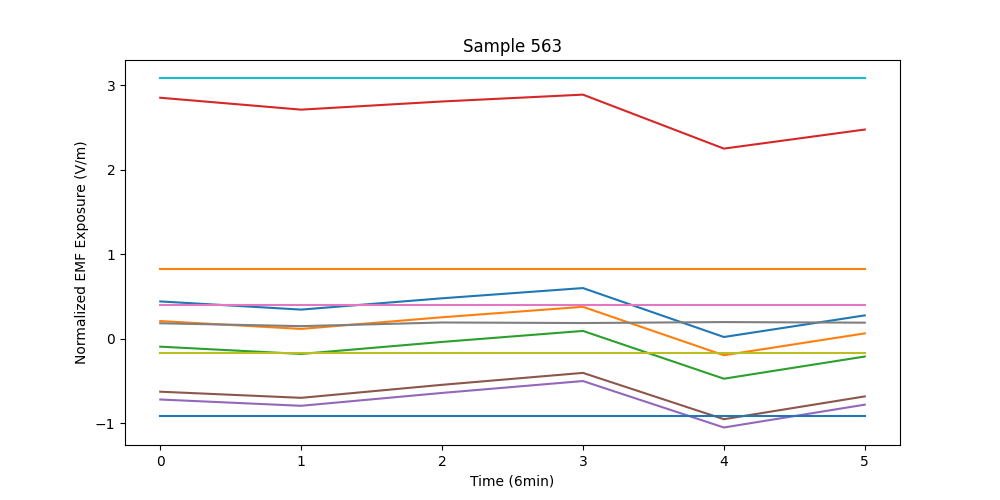 Sample 563
Normalized EMF Exposure (V/m)
3
2
1
0
−1
0 1 2 3 4 5
Time (6min)